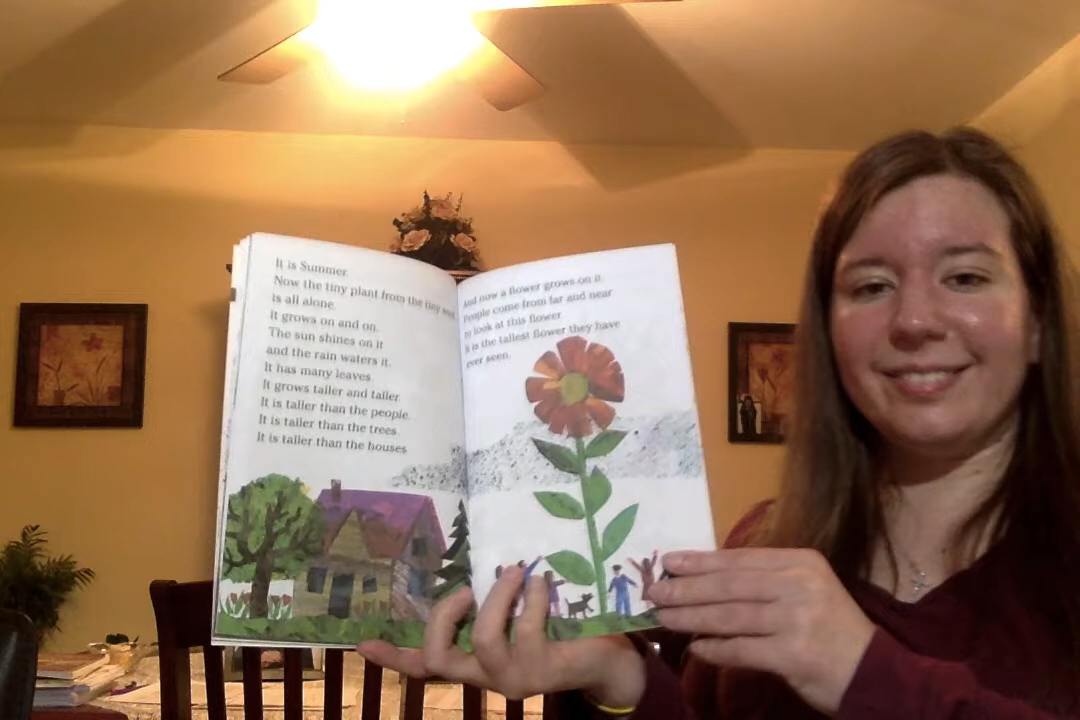 It is Summer.
Now the tiny plant from the tiny seed
is all alone.
It grows on and on.
The sun shines on it
and the rain waters it.
It has many leaves.
It grows taller and taller.
It is taller than the people.
It is taller than the trees.
It is taller than the houses.
And now a flower grows on it.
People come from far and near
to look at this flower.
It is the tallest flower they have
ever seen.